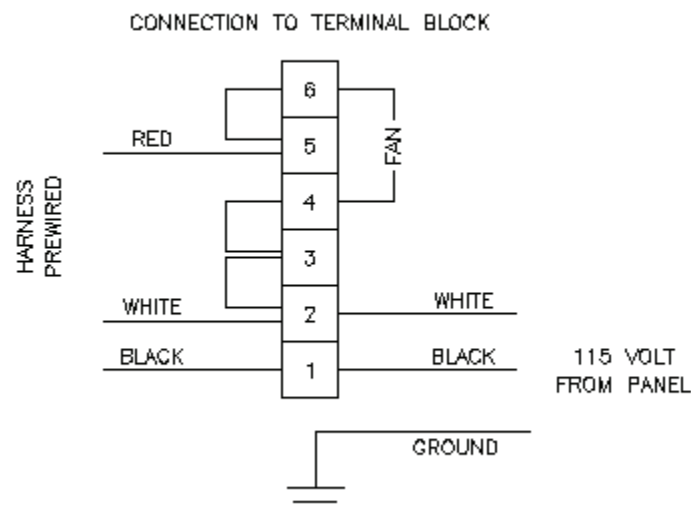 CONNECTION TO TERMINAL BLOCK
6
RED
5
FAN
4
HARNESS
PREWIRED
3
WHITE
2
WHITE
BLACK
1
BLACK
115 VOLT
FROM PANEL
GROUND